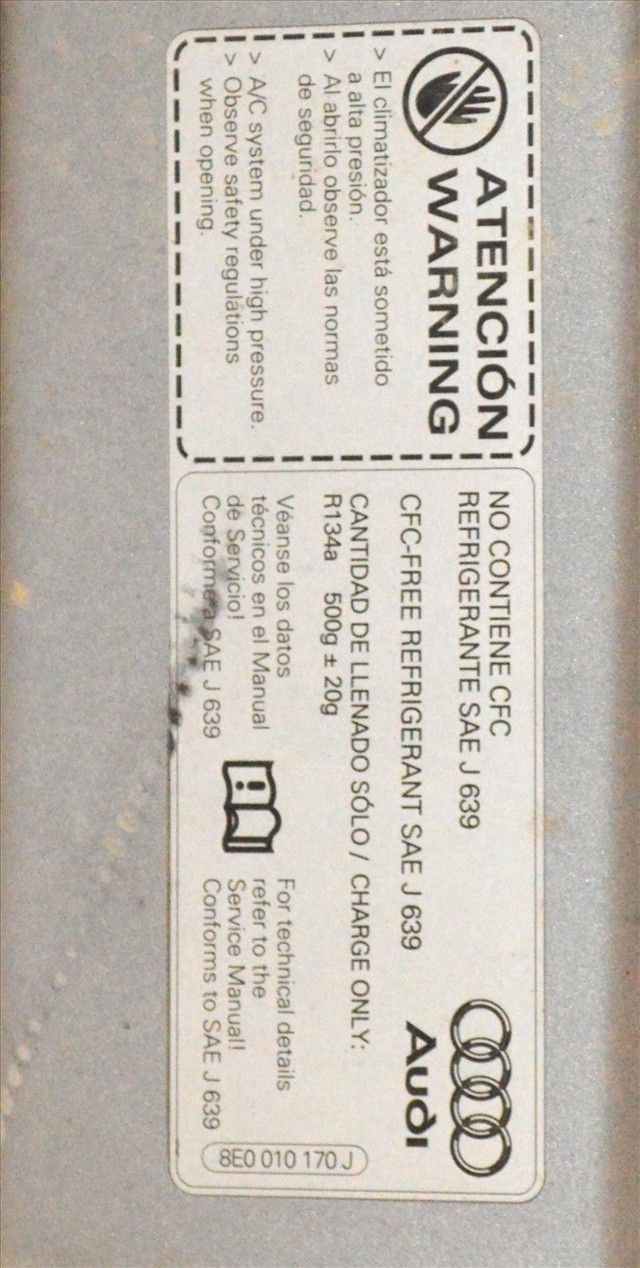 ATENCIÓN
WARNING
> El climatizador está sometido
a alta presión.
> Al abrirlo observe las normas
de seguridad.
> A/C system under high pressure.
> Observe safety regulations
when opening.
NO CONTIENE CFC
REFRIGERANTE SAE J 639
CFC-FREE REFRIGERANT SAE J 639
Audi
CANTIDAD DE LLENADO SÓLO / CHARGE ONLY:
R134a 500g ± 20g
Véanse los datos
técnicos en el Manual
de Servicio!
Conforme a SAE J 639
For technical details
refer to the
Service Manual!
Conforms to SAE J 639
8E0 010 170 J